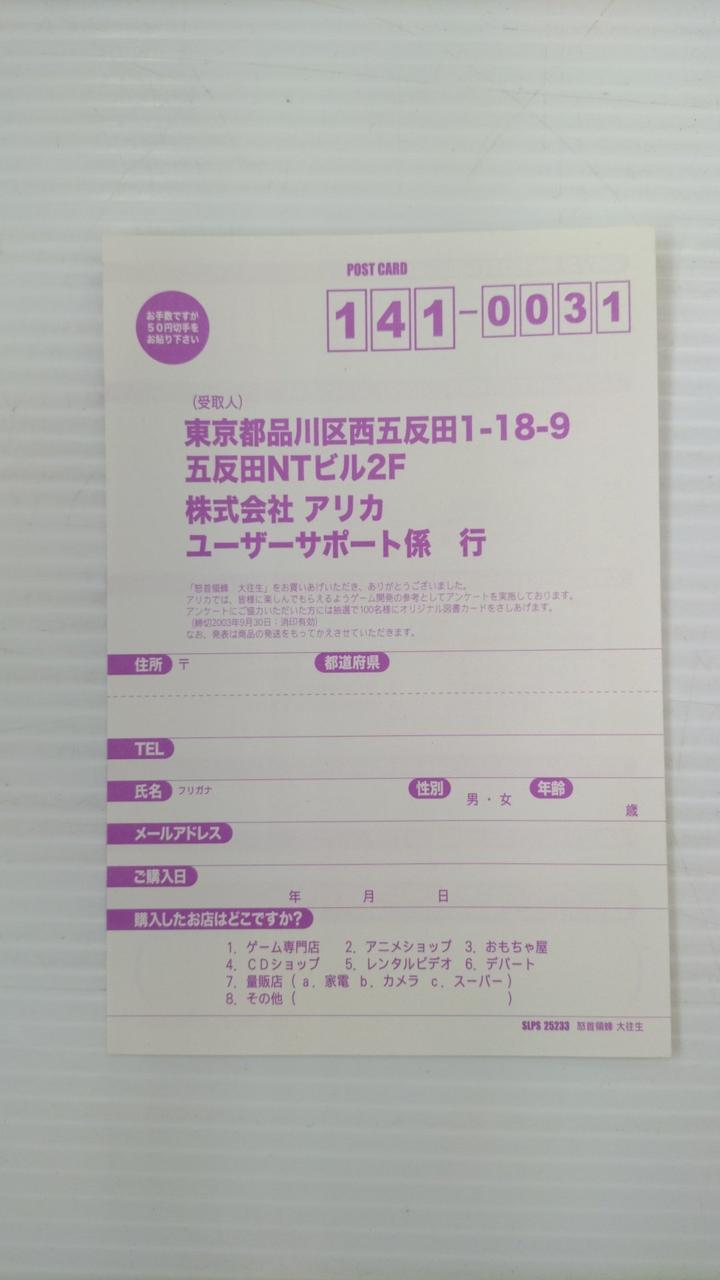 POST CARD
お手数ですが
50円切手を
お貼り下さい
141-0031
(受取人)
東京都品川区西五反田1-18-9
五反田NTビル2F
株式会社 アリカ
ユーザーサポート係 行
「怒首領蜂 大往生」をお買いあげいただき、ありがとうございました。
アリカでは、皆様に楽しんでもらえるようゲーム開発の参考としてアンケートを実施しております。
アンケートにご協力いただいた方には抽選で100名様にオリジナル図書カードをさしあげます。
(締切2003年9月30日:消印有効)
なお、発表は商品の発送をもってかえさせていただきます。
住所 〒 都道府県
TEL
氏名 フリガナ 性別 男・女 年齢 歳
メールアドレス
ご購入日 年 月 日
購入したお店はどこですか?
1. ゲーム専門店 2. アニメショップ 3. おもちゃ屋
4. CDショップ 5. レンタルビデオ 6. デパート
7. 量販店 ( a. 家電 b. カメラ c. スーパー )
8. その他 ( )
SLPS 25233 怒首領蜂 大往生